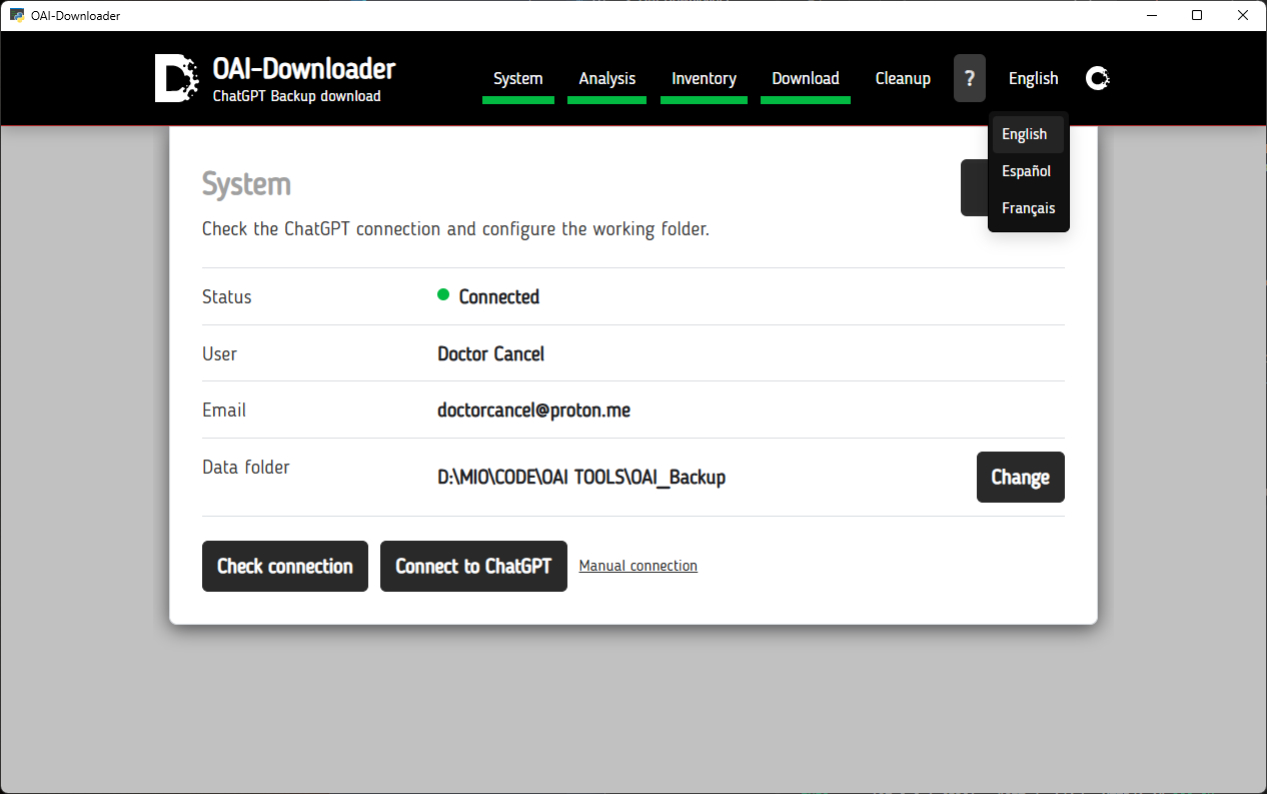 OAI-Downloader
OAI-Downloader
ChatGPT Backup download
System Analysis Inventory Download Cleanup ? English
English
Español
Français
System
Check the ChatGPT connection and configure the working folder.
Status Connected
User Doctor Cancel
Email doctorcancel@proton.me
Data folder D:\MIO\CODE\OAI TOOLS\OAI_Backup Change
Check connection Connect to ChatGPT Manual connection